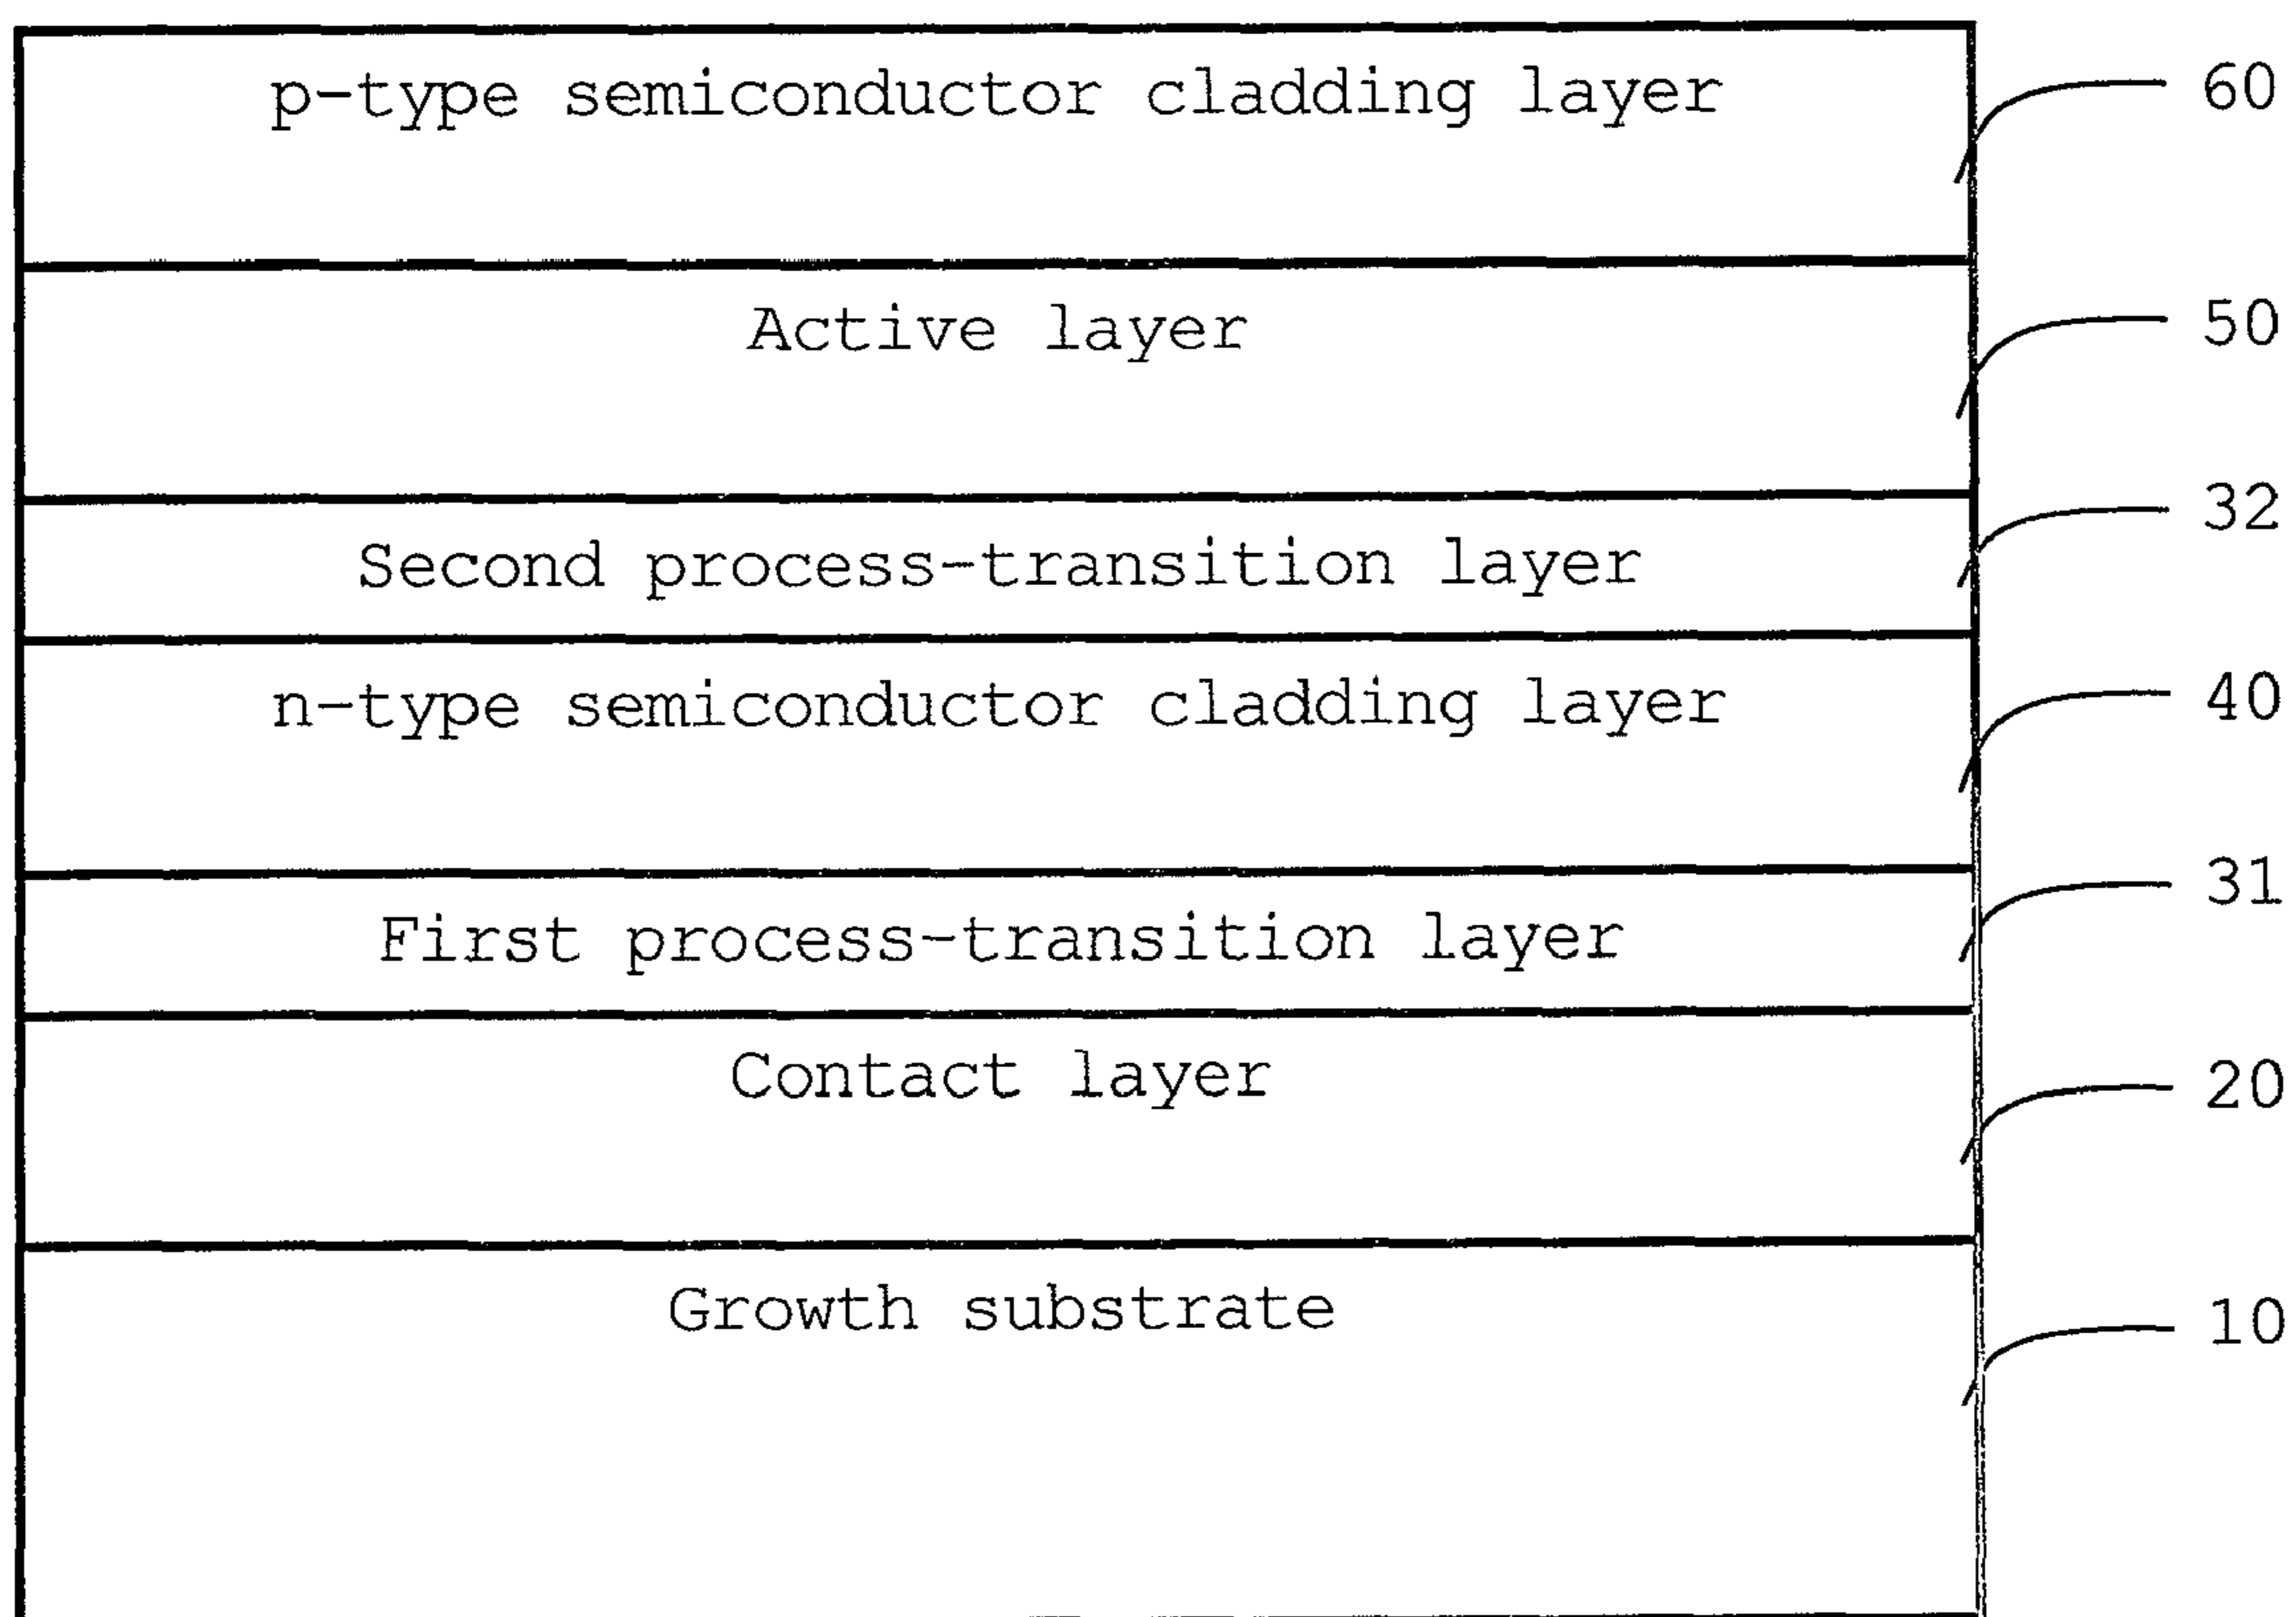 p-type semiconductor cladding layer 60
Active layer 50
Second process-transition layer 32
n-type semiconductor cladding layer 40
First process-transition layer 31
Contact layer 20
Growth substrate 10